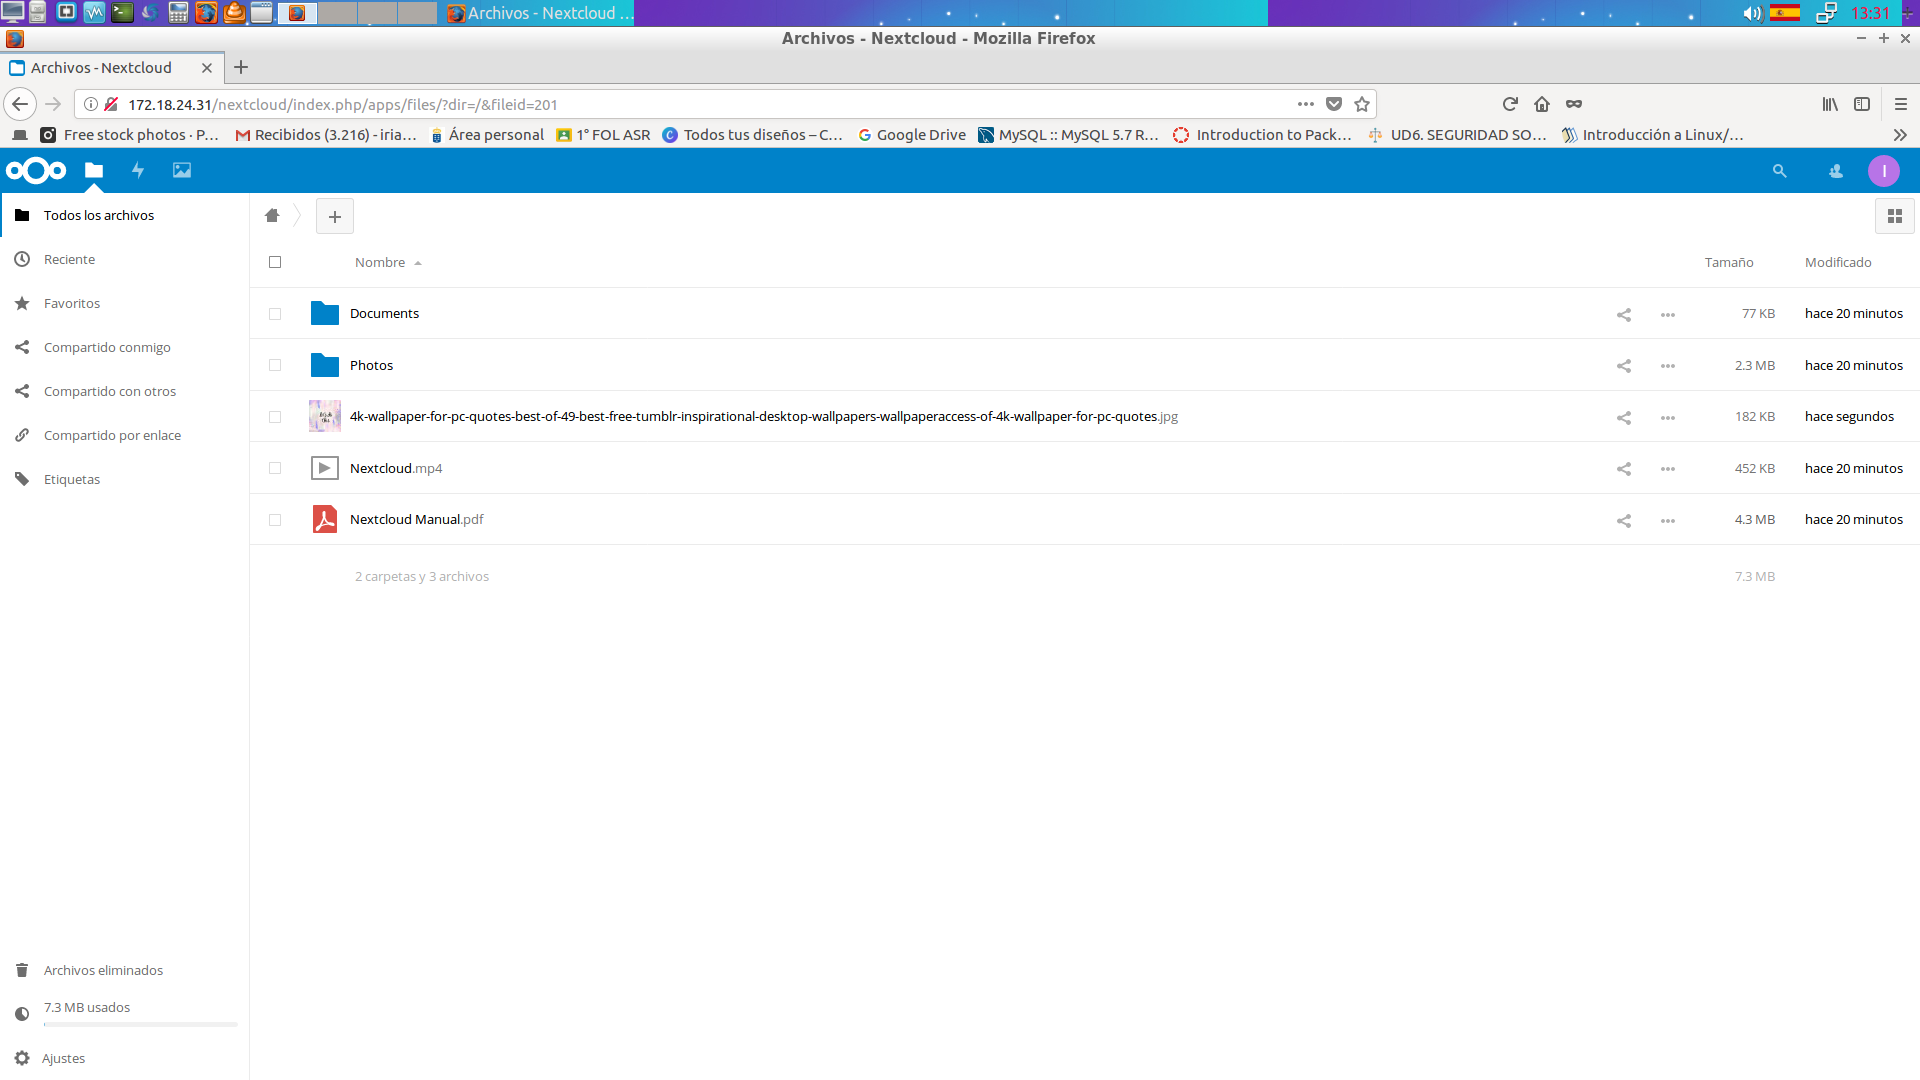 Archivos - Nextcloud ...
13:31
Archivos - Nextcloud - Mozilla Firefox
Archivos - Nextcloud
172.18.24.31/nextcloud/index.php/apps/files/?dir=/&fileid=201
Free stock photos · P... Recibidos (3.216) - iria... Área personal 1° FOL ASR Todos tus diseños – C... Google Drive MySQL :: MySQL 5.7 R... Introduction to Pack... UD6. SEGURIDAD SO... Introducción a Linux/...
I
Todos los archivos
Reciente
Favoritos
Compartido conmigo
Compartido con otros
Compartido por enlace
Etiquetas
Nombre Tamaño Modificado
Documents 77 KB hace 20 minutos
Photos 2.3 MB hace 20 minutos
4k-wallpaper-for-pc-quotes-best-of-49-best-free-tumblr-inspirational-desktop-wallpapers-wallpaperaccess-of-4k-wallpaper-for-pc-quotes.jpg 182 KB hace segundos
Nextcloud.mp4 452 KB hace 20 minutos
Nextcloud Manual.pdf 4.3 MB hace 20 minutos
2 carpetas y 3 archivos 7.3 MB
Archivos eliminados
7.3 MB usados
Ajustes